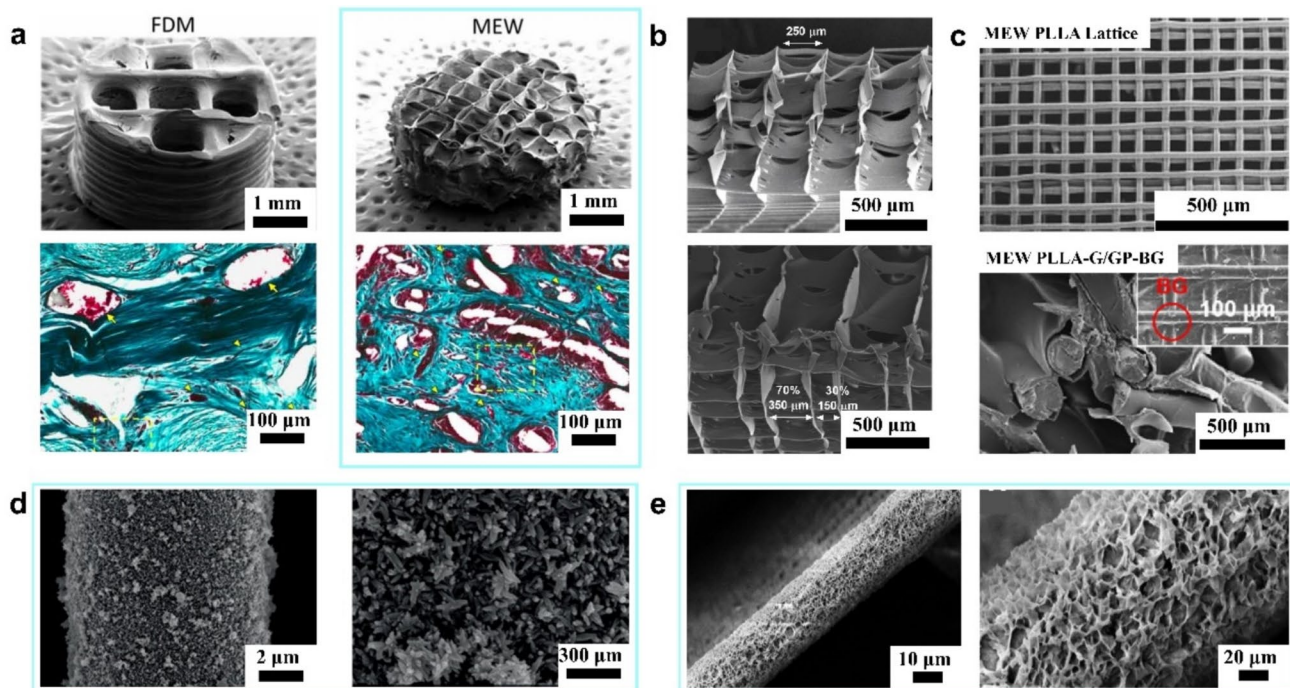 a
FDM
MEW
1 mm
1 mm
100 μm
100 μm
b
250 μm
500 μm
70%
30%
350 μm
150 μm
500 μm
c
MEW PLLA Lattice
500 μm
MEW PLLA-G/GP-BG
BG
100 μm
500 μm
d
2 μm
300 μm
e
10 μm
20 μm